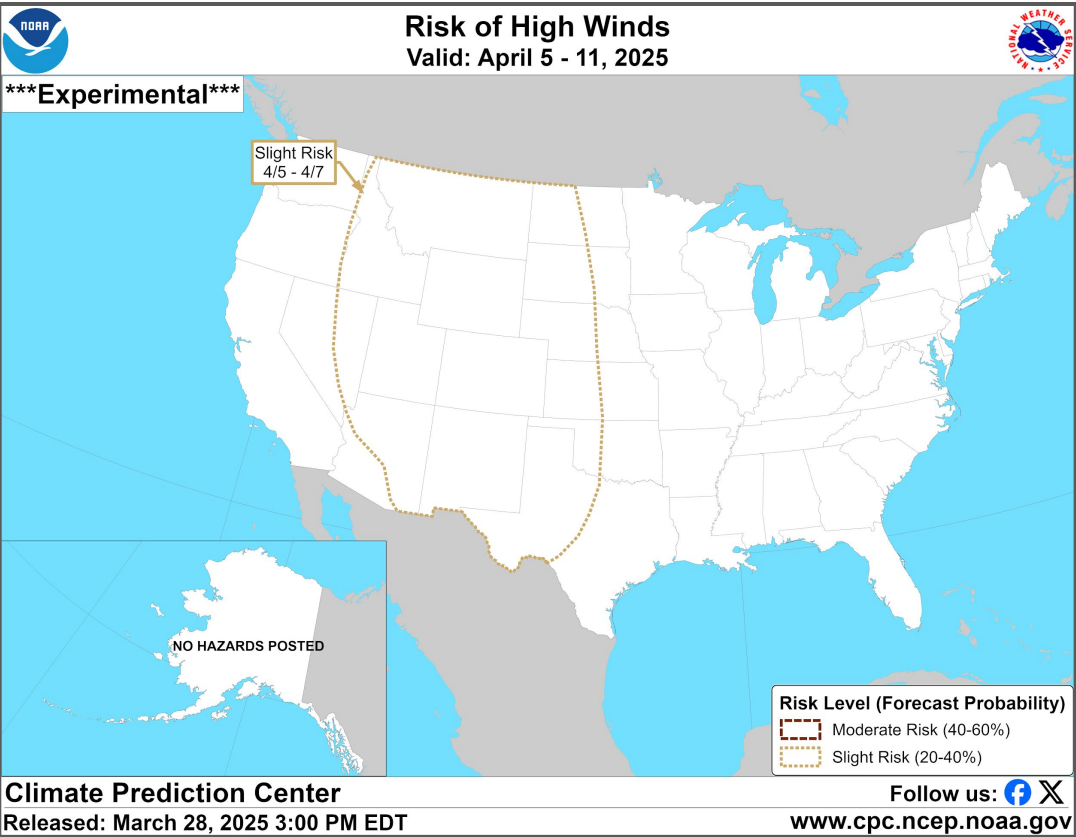 NOAA
Risk of High Winds
Valid: April 5 - 11, 2025
NATIONAL WEATHER SERVICE
***Experimental***
Slight Risk
4/5 - 4/7
NO HAZARDS POSTED
Risk Level (Forecast Probability)
Moderate Risk (40-60%)
Slight Risk (20-40%)
Climate Prediction Center
Follow us:
Released: March 28, 2025 3:00 PM EDT
www.cpc.ncep.noaa.gov